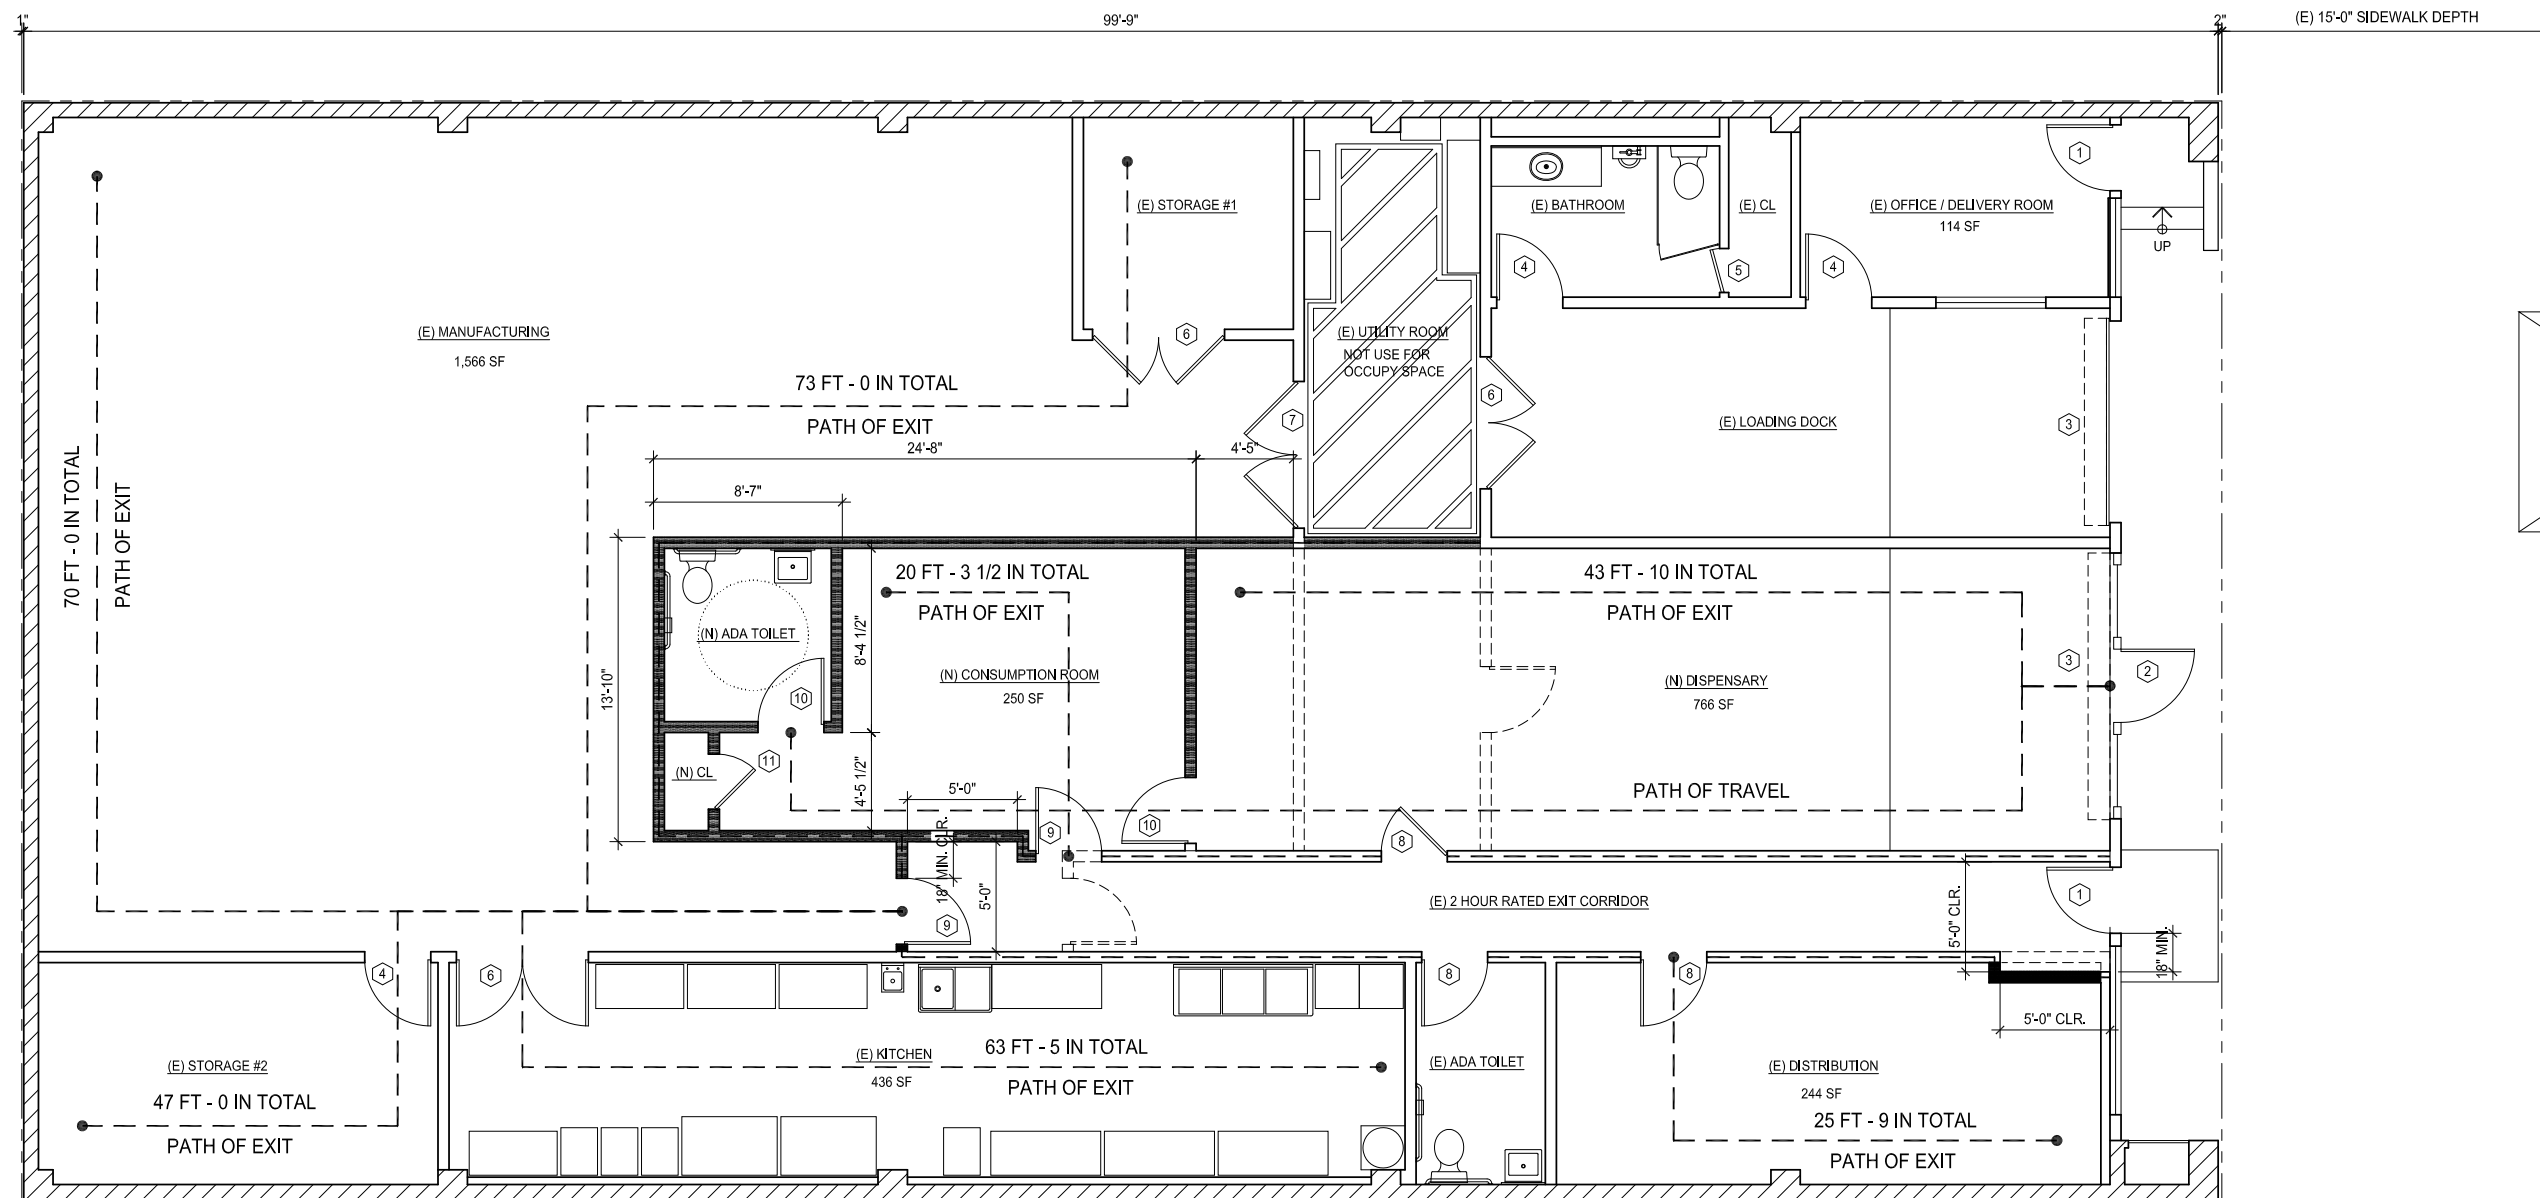 1" 99'-9" 2" (E) 15'-0" SIDEWALK DEPTH
1
(E) STORAGE #1
(E) BATHROOM
(E) CL
(E) OFFICE / DELIVERY ROOM
114 SF
UP
4
5
4
(E) MANUFACTURING
1,566 SF
6
(E) UTILITY ROOM
NOT USE FOR
OCCUPY SPACE
73 FT - 0 IN TOTAL
PATH OF EXIT
7
6
(E) LOADING DOCK
3
24'-8"
4'-5"
8'-7"
70 FT - 0 IN TOTAL
PATH OF EXIT
20 FT - 3 1/2 IN TOTAL
PATH OF EXIT
43 FT - 10 IN TOTAL
PATH OF EXIT
(N) ADA TOILET
8'-4 1/2"
13'-10"
10
(N) CONSUMPTION ROOM
250 SF
(N) DISPENSARY
766 SF
3
2
11
(N) CL
4'-5 1/2"
5'-0"
PATH OF TRAVEL
9
10
8
18" MIN. CLR.
5'-0"
9
(E) 2 HOUR RATED EXIT CORRIDOR
5'-0" CLR.
1
18" MIN.
4
6
8
8
5'-0" CLR.
(E) STORAGE #2
47 FT - 0 IN TOTAL
PATH OF EXIT
(E) KITCHEN
436 SF
63 FT - 5 IN TOTAL
PATH OF EXIT
(E) ADA TOILET
(E) DISTRIBUTION
244 SF
25 FT - 9 IN TOTAL
PATH OF EXIT